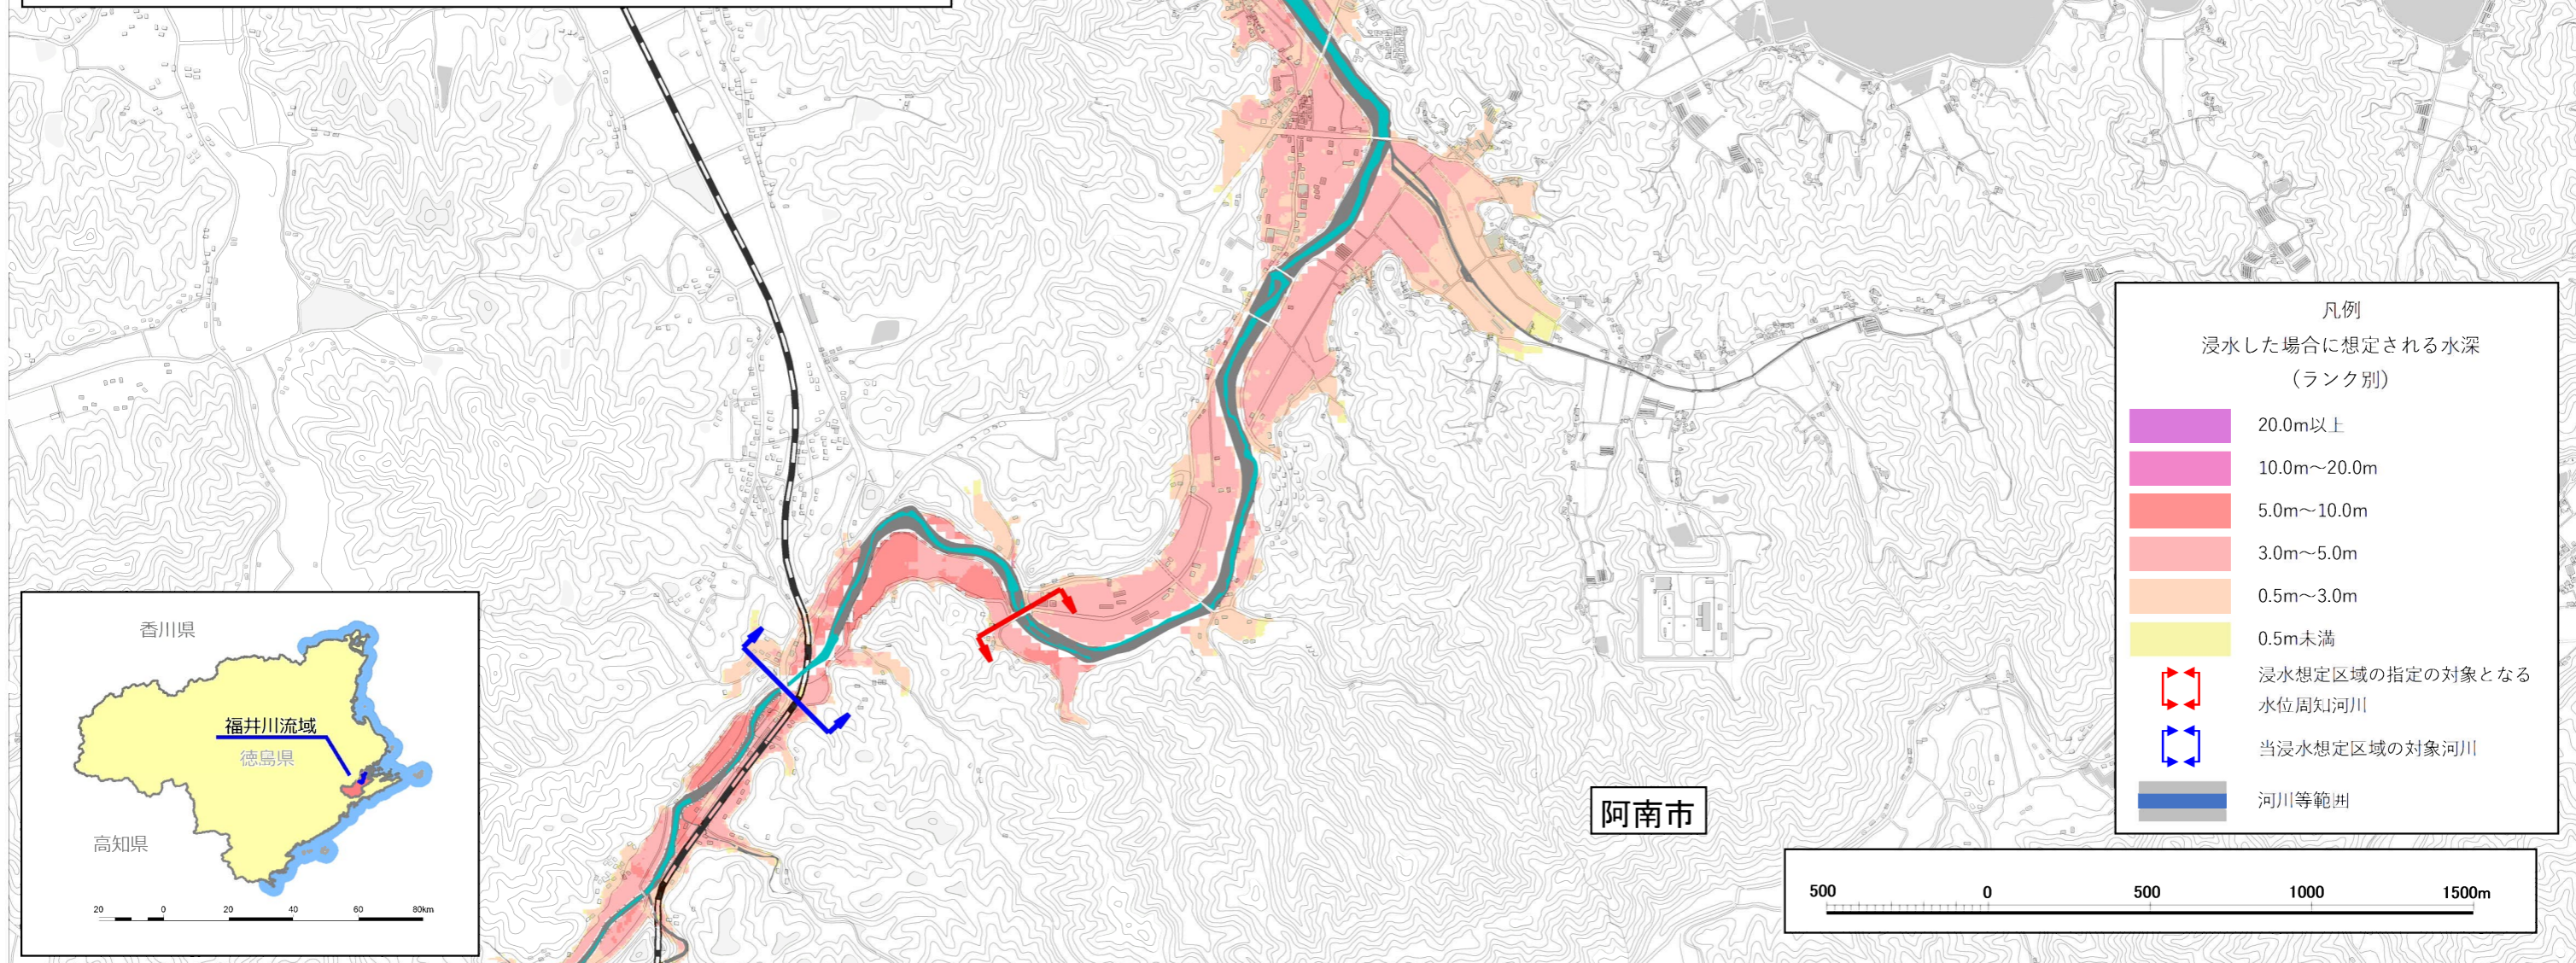 凡例
浸水した場合に想定される水深
(ランク別)
20.0m以上
10.0m～20.0m
5.0m～10.0m
3.0m～5.0m
0.5m～3.0m
0.5m未満
浸水想定区域の指定の対象となる
水位周知河川
当浸水想定区域の対象河川
河川等範囲
香川県
福井川流域
徳島県
高知県
20 0 20 40 60 80km
阿南市
500 0 500 1000 1500m